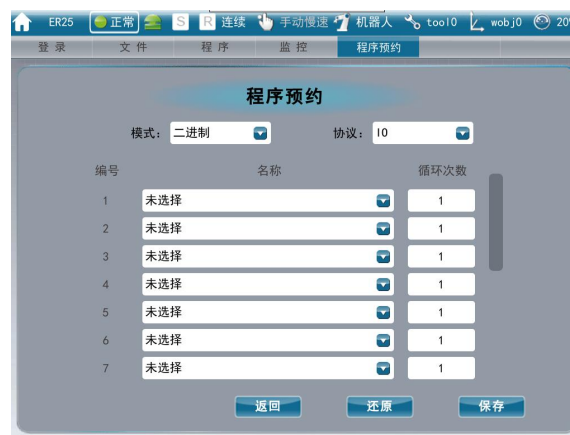 ER25 正常 S R 连续 手动慢速 机器人 tool0 wobj0 20%
登录 文件 程序 监控 程序预约
程序预约
模式： 二进制 协议： IO
编号 名称 循环次数
1 未选择 1
2 未选择 1
3 未选择 1
4 未选择 1
5 未选择 1
6 未选择 1
7 未选择 1
返回 还原 保存